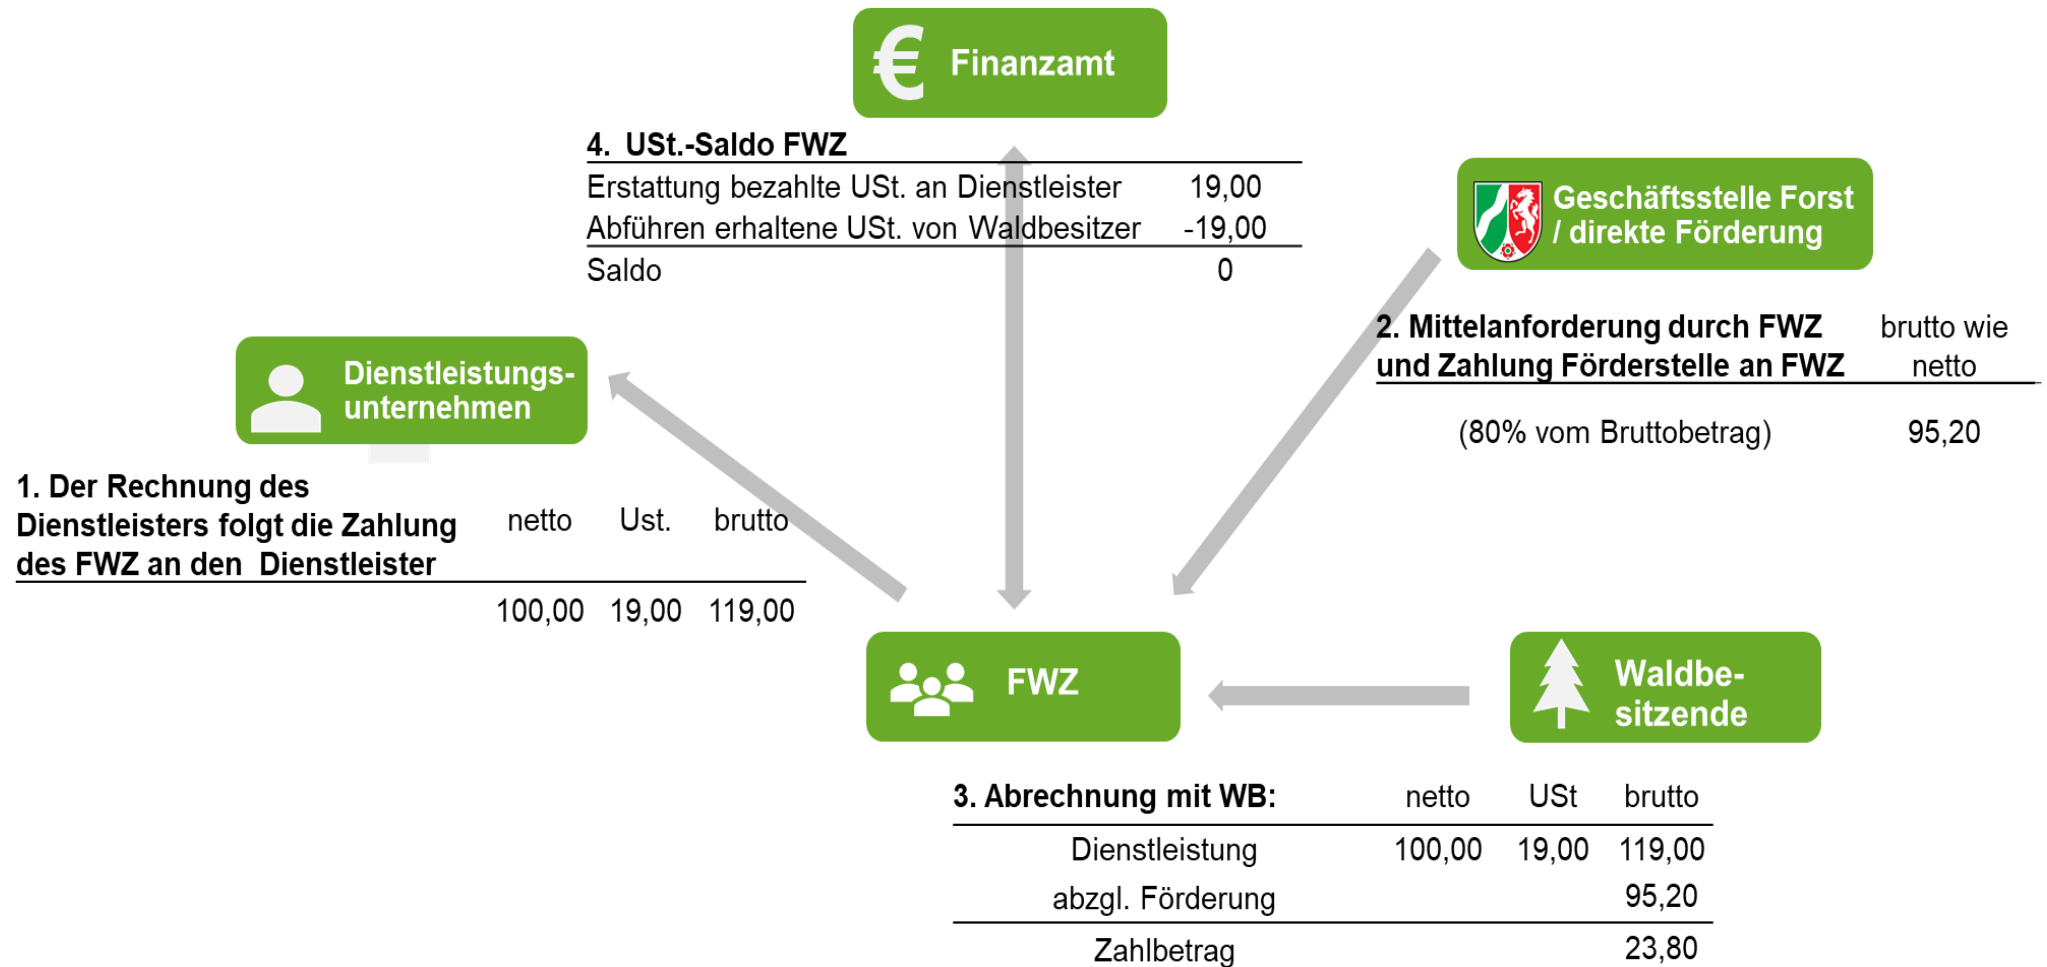 € Finanzamt
4. USt.-Saldo FWZ
Erstattung bezahlte USt. an Dienstleister 19,00
Abführen erhaltene USt. von Waldbesitzer -19,00
Saldo 0
Geschäftsstelle Forst
/ direkte Förderung
2. Mittelanforderung durch FWZ brutto wie
und Zahlung Förderstelle an FWZ netto
(80% vom Bruttobetrag) 95,20
Dienstleistungs-
unternehmen
1. Der Rechnung des
Dienstleisters folgt die Zahlung netto Ust. brutto
des FWZ an den Dienstleister
100,00 19,00 119,00
FWZ
Waldbe-
sitzende
3. Abrechnung mit WB: netto USt brutto
Dienstleistung 100,00 19,00 119,00
abzgl. Förderung 95,20
Zahlbetrag 23,80